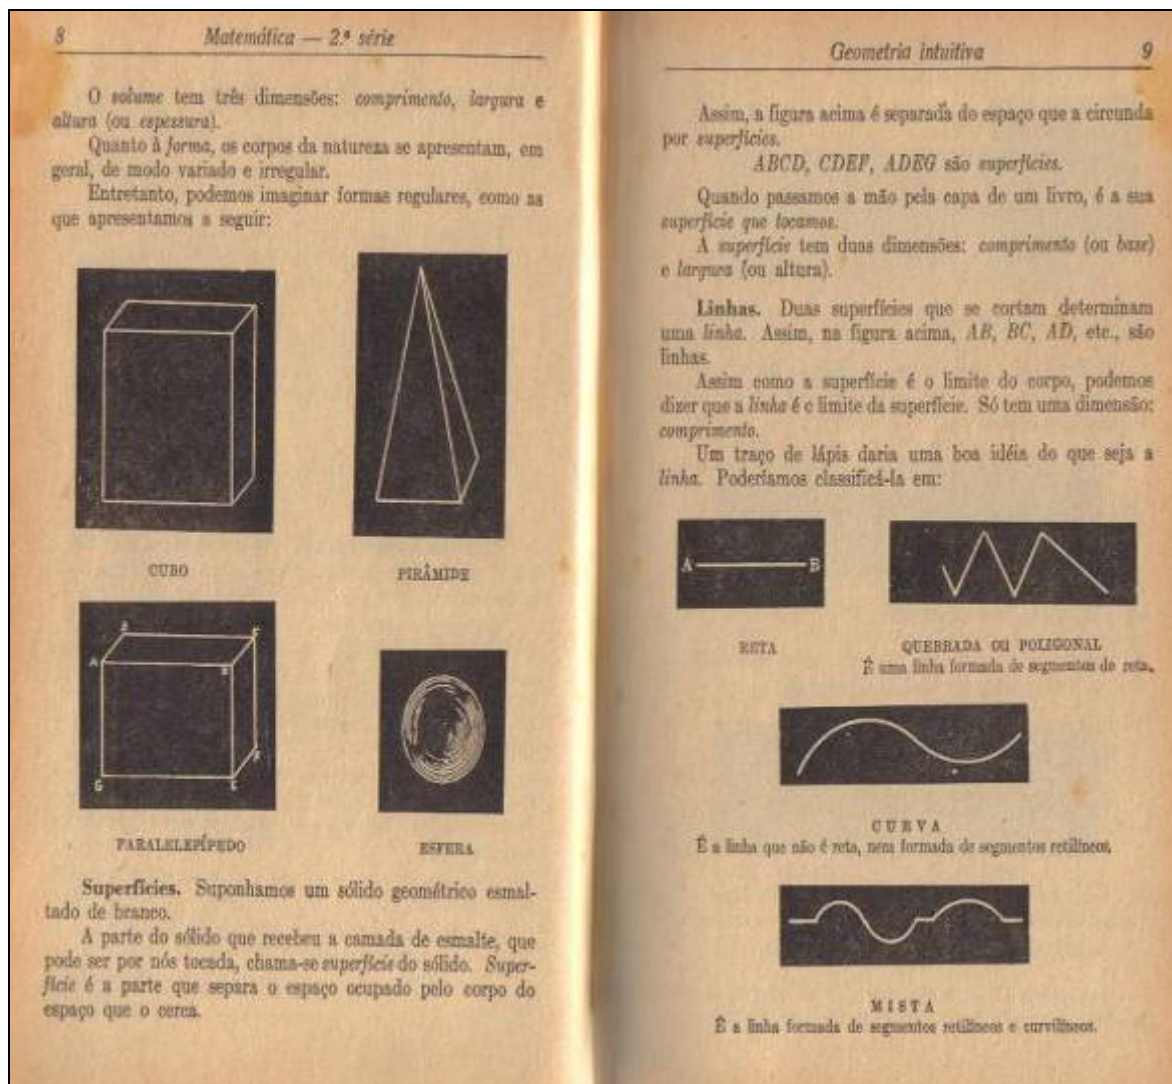 8 Matemática — 2.ª série
O volume tem três dimensões: comprimento, largura e
altura (ou espessura).
Quanto à forma, os corpos da natureza se apresentam, em
geral, de modo variado e irregular.
Entretanto, podemos imaginar formas regulares, como as
que apresentamos a seguir:
CUBO
PIRÂMIDE
A
G
E
PARALELEPÍPEDO
ESFERA
Superfícies. Suponhamos um sólido geométrico esmal-
tado de branco.
A parte do sólido que recebeu a camada de esmalte, que
pode ser por nós tocada, chama-se superfície do sólido. Super-
fície é a parte que separa o espaço ocupado pelo corpo do
espaço que o cerca.
Geometria intuitiva 9
Assim, a figura acima é separada do espaço que a circunda
por superfícies.
ABCD, CDEF, ADEG são superfícies.
Quando passamos a mão pela capa de um livro, é a sua
superfície que tocamos.
A superfície tem duas dimensões: comprimento (ou base)
e largura (ou altura).
Linhas. Duas superfícies que se cortam determinam
uma linha. Assim, na figura acima, AB, BC, AD, etc., são
linhas.
Assim como a superfície é o limite do corpo, podemos
dizer que a linha é o limite da superfície. Só tem uma dimensão:
comprimento.
Um traço de lápis daria uma boa idéia do que seja a
linha. Poderíamos classificá-la em:
A B
RETA
QUEBRADA OU POLIGONAL
É uma linha formada de segmentos de reta.
CURVA
É a linha que não é reta, nem formada de segmentos retilíneos.
MISTA
É a linha formada de segmentos retilíneos e curvilíneos.